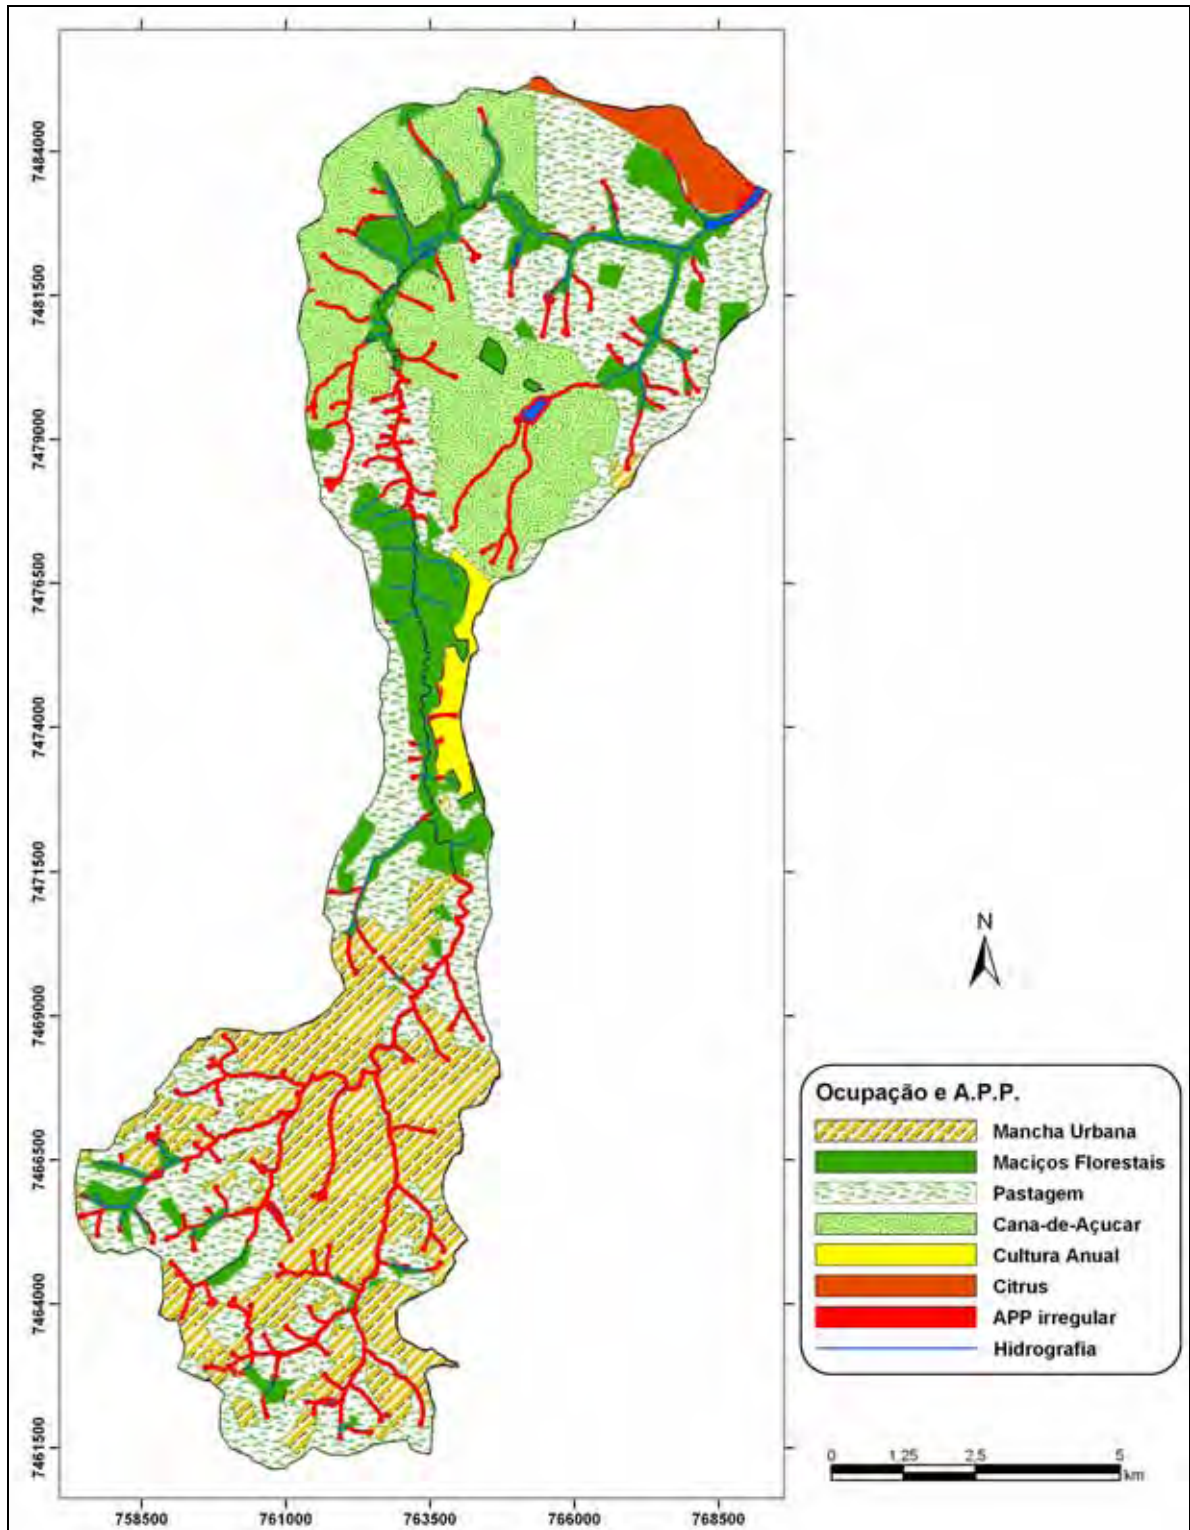 7484000
7481500
7479000
7476500
7474000
7471500
7469000
7466500
7464000
7461500
758500
761000
763500
766000
768500
N
Ocupação e A.P.P.
Mancha Urbana
Maciços Florestais
Pastagem
Cana-de-Açucar
Cultura Anual
Citrus
APP irregular
Hidrografia
0 1,25 2,5 5
km